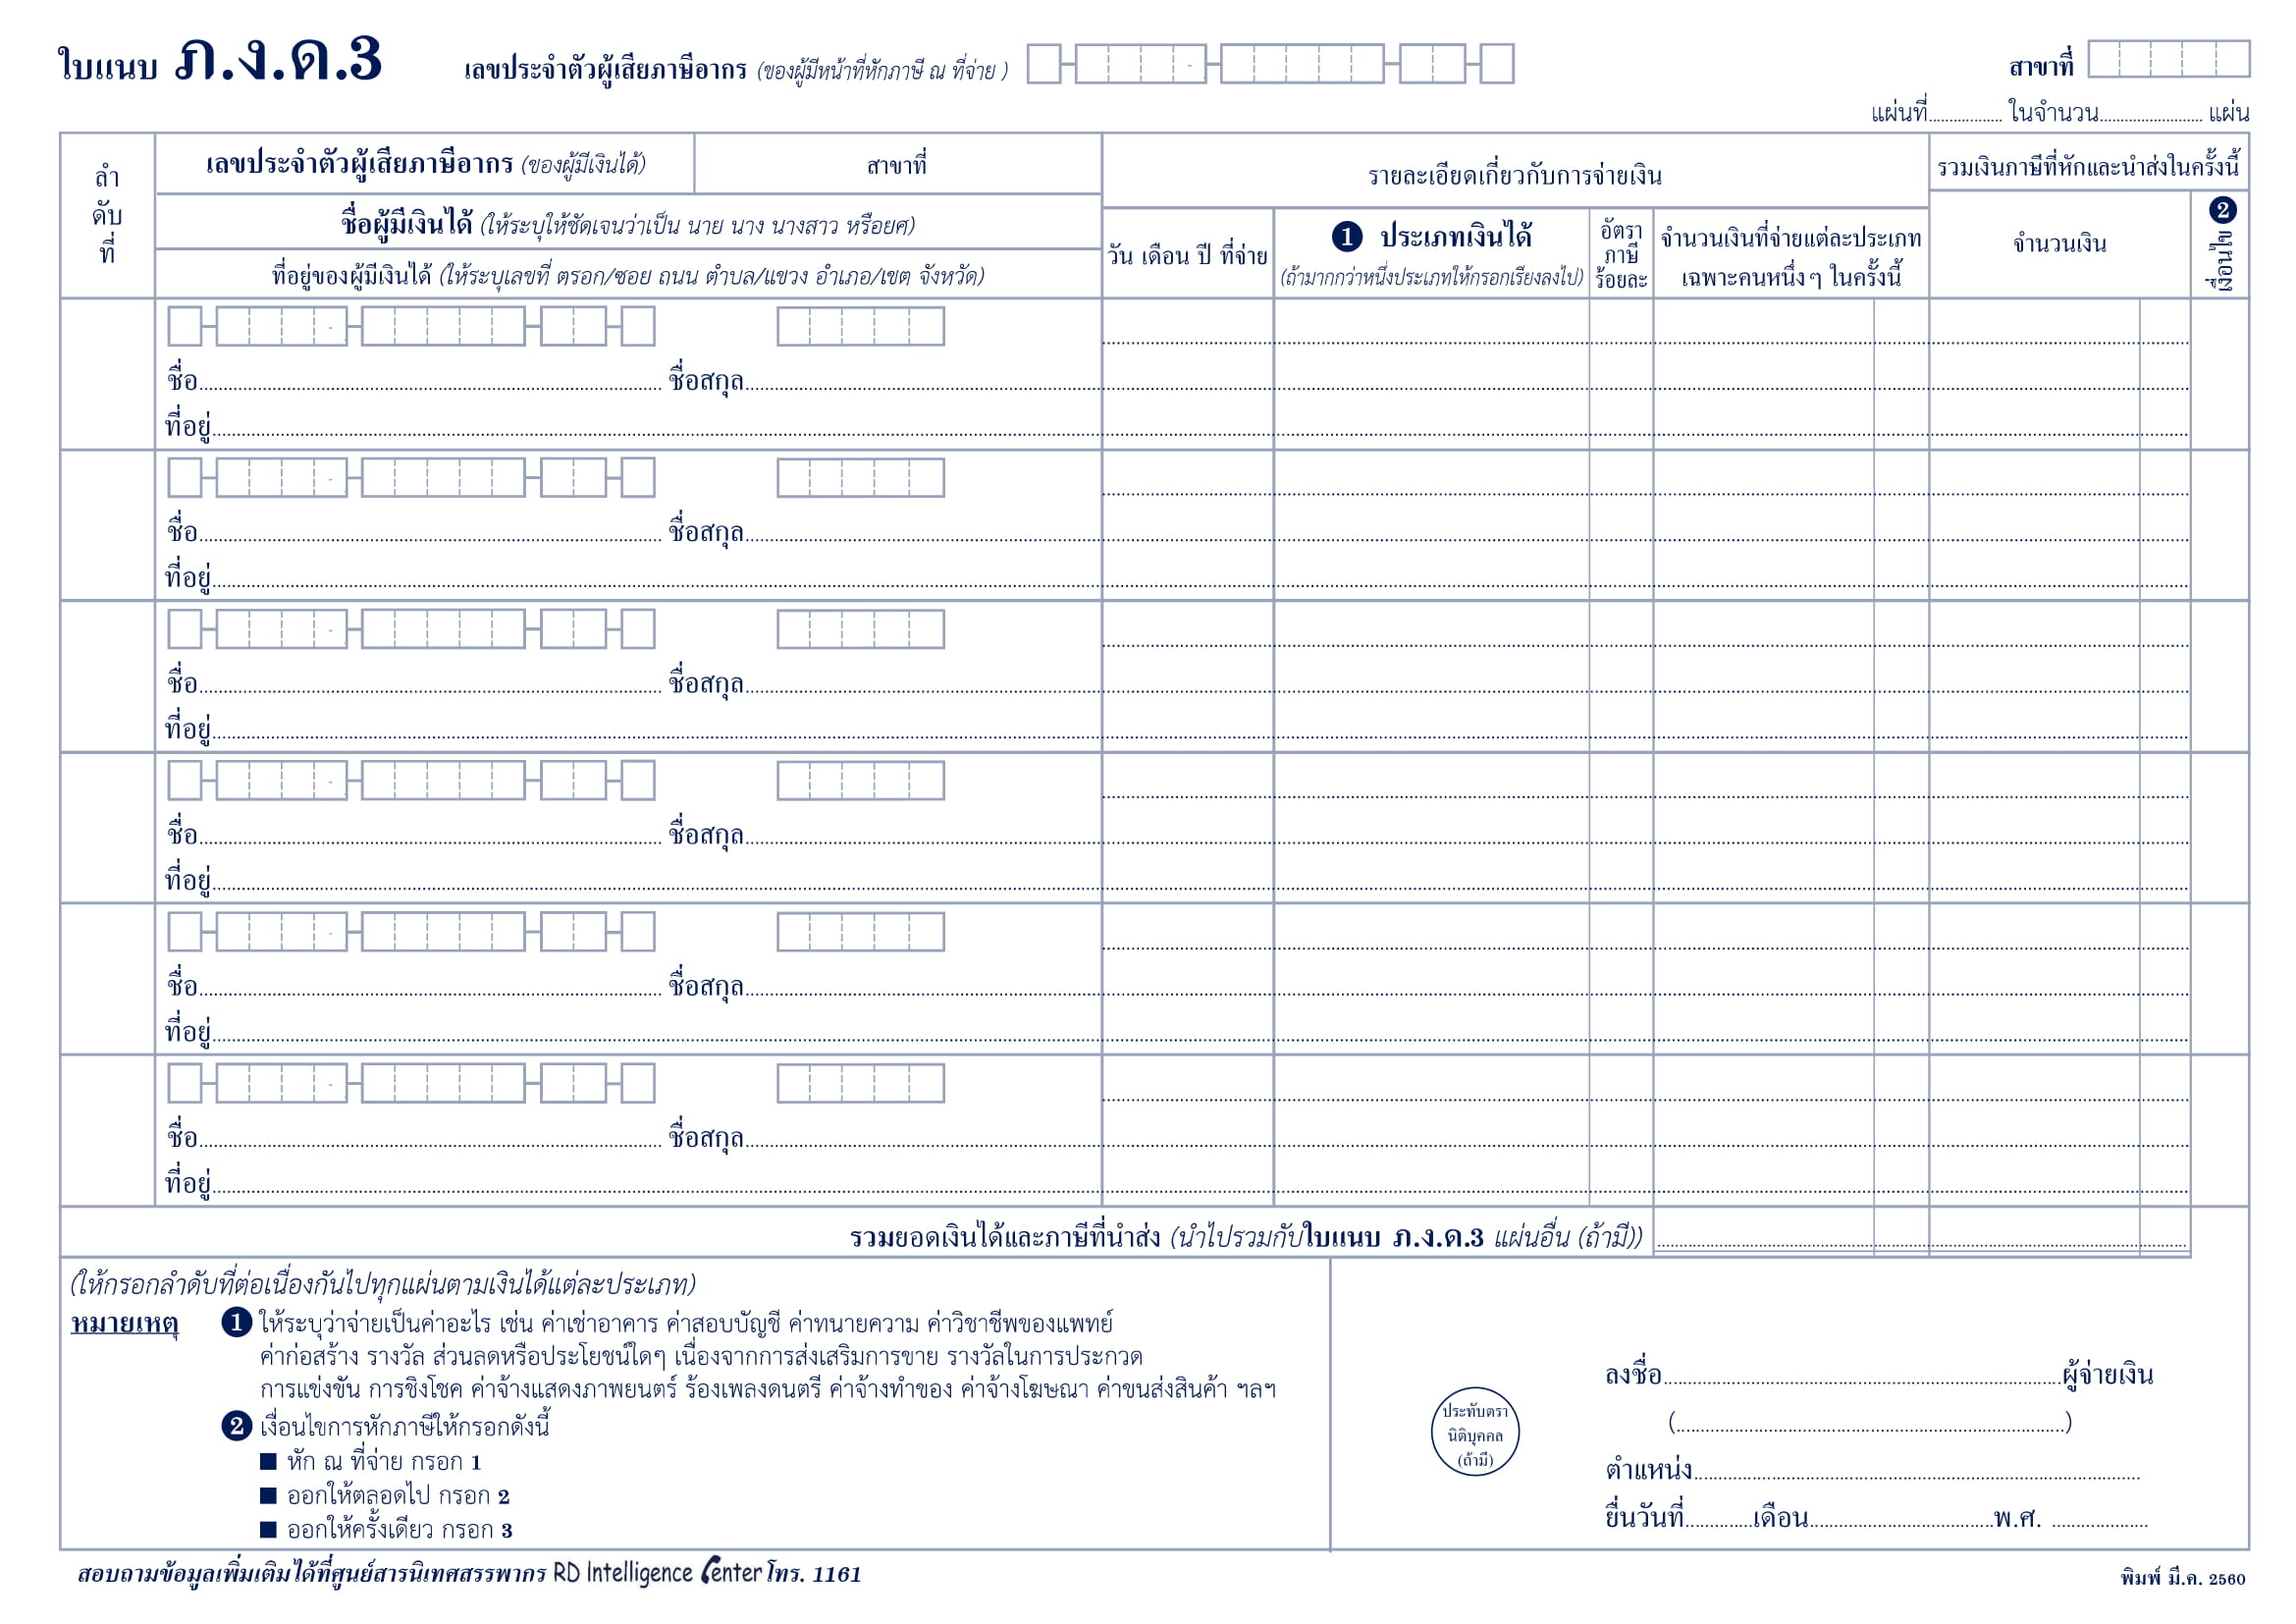 ใบแนบ ภ.ง.ด.3 เลขประจำตัวผู้เสียภาษีอากร (ของผู้มีหน้าที่หักภาษี ณ ที่จ่าย ) สาขาที่
แผ่นที่.................. ในจำนวน......................... แผ่น
ลำดับที่
เลขประจำตัวผู้เสียภาษีอากร (ของผู้มีเงินได้) สาขาที่
ชื่อผู้มีเงินได้ (ให้ระบุให้ชัดเจนว่าเป็น นาย นาง นางสาว หรือยศ)
ที่อยู่ของผู้มีเงินได้ (ให้ระบุเลขที่ ตรอก/ซอย ถนน ตำบล/แขวง อำเภอ/เขต จังหวัด)
รายละเอียดเกี่ยวกับการจ่ายเงิน
วัน เดือน ปี ที่จ่าย
1 ประเภทเงินได้
(ถ้ามากกว่าหนึ่งประเภทให้กรอกเรียงลงไป)
อัตรา
ภาษี
ร้อยละ
จำนวนเงินที่จ่ายแต่ละประเภท
เฉพาะคนหนึ่งๆ ในครั้งนี้
รวมเงินภาษีที่หักและนำส่งในครั้งนี้
จำนวนเงิน
2 เงื่อนไข
ชื่อ.................... ชื่อสกุล....................
ที่อยู่....................
ชื่อ.................... ชื่อสกุล....................
ที่อยู่....................
ชื่อ.................... ชื่อสกุล....................
ที่อยู่....................
ชื่อ.................... ชื่อสกุล....................
ที่อยู่....................
ชื่อ.................... ชื่อสกุล....................
ที่อยู่....................
ชื่อ.................... ชื่อสกุล....................
ที่อยู่....................
รวมยอดเงินได้และภาษีที่นำส่ง (นำไปรวมกับใบแนบ ภ.ง.ด.3 แผ่นอื่น (ถ้ามี))
(ให้กรอกลำดับที่ต่อเนื่องกันไปทุกแผ่นตามเงินได้แต่ละประเภท)
หมายเหตุ 1 ให้ระบุว่าจ่ายเป็นค่าอะไร เช่น ค่าเช่าอาคาร ค่าสอบบัญชี ค่าทนายความ ค่าวิชาชีพของแพทย์
ค่าก่อสร้าง รางวัล ส่วนลดหรือประโยชน์ใดๆ เนื่องจากการส่งเสริมการขาย รางวัลในการประกวด
การแข่งขัน การชิงโชค ค่าจ้างแสดงภาพยนตร์ ร้องเพลงดนตรี ค่าจ้างทำของ ค่าจ้างโฆษณา ค่าขนส่งสินค้า ฯลฯ
2 เงื่อนไขการหักภาษีให้กรอกดังนี้
■ หัก ณ ที่จ่าย กรอก 1
■ ออกให้ตลอดไป กรอก 2
■ ออกให้ครั้งเดียว กรอก 3
ประทับตรา
นิติบุคคล
(ถ้ามี)
ลงชื่อ....................ผู้จ่ายเงิน
(....................)
ตำแหน่ง....................
ยื่นวันที่.............เดือน....................พ.ศ. ....................
สอบถามข้อมูลเพิ่มเติมได้ที่ศูนย์สารนิเทศสรรพากร RD Intelligence Center โทร. 1161
พิมพ์ มี.ค. 2560